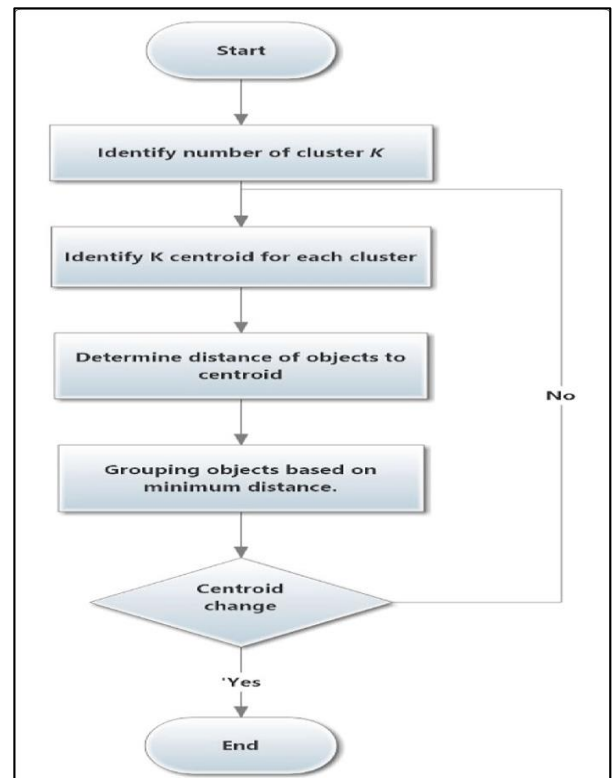 Start
Identify number of cluster K
Identify K centroid for each cluster
Determine distance of objects to
centroid
No
Grouping objects based on
minimum distance.
Centroid
change
'Yes
End